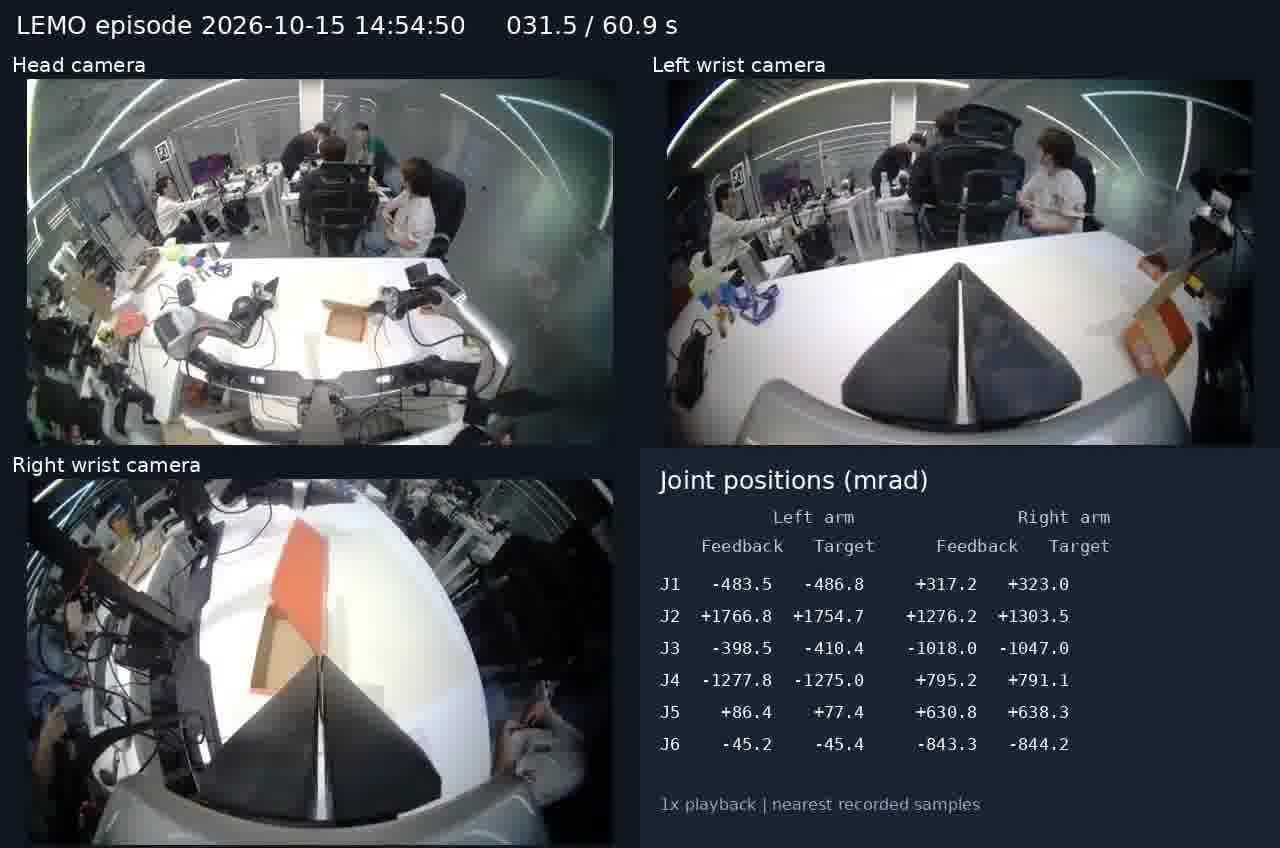 LEMO episode 2026-10-15 14:54:50 031.5 / 60.9 s
Head camera
Left wrist camera
Right wrist camera
Joint positions (mrad)
Left arm Right arm
Feedback Target Feedback Target
J1 -483.5 -486.8 +317.2 +323.0
J2 +1766.8 +1754.7 +1276.2 +1303.5
J3 -398.5 -410.4 -1018.0 -1047.0
J4 -1277.8 -1275.0 +795.2 +791.1
J5 +86.4 +77.4 +630.8 +638.3
J6 -45.2 -45.4 -843.3 -844.2
1x playback | nearest recorded samples